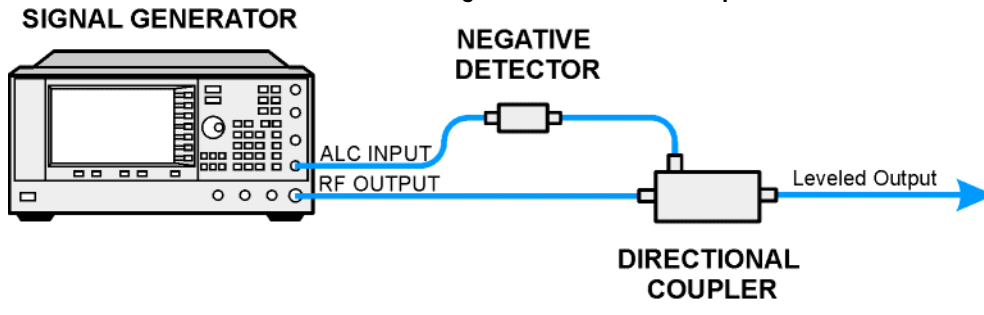 SIGNAL GENERATOR
NEGATIVE
DETECTOR
ALC INPUT
RF OUTPUT
Leveled Output
DIRECTIONAL
COUPLER